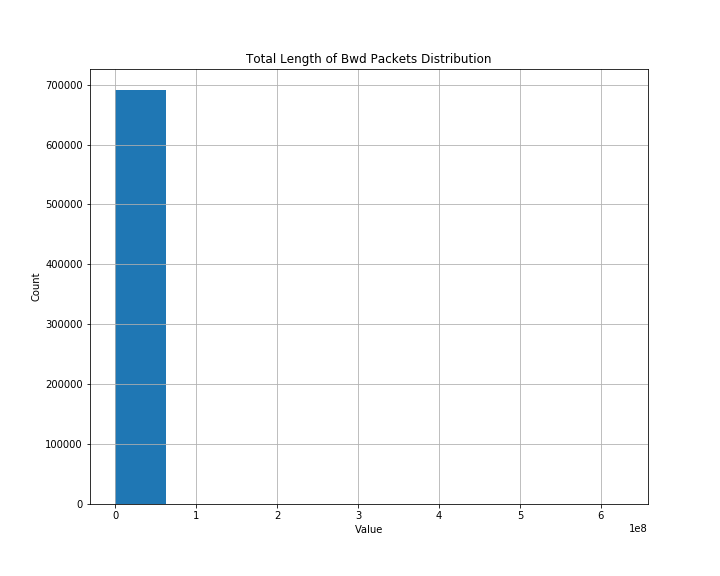 Total Length of Bwd Packets Distribution
700000
600000
500000
400000
300000
200000
100000
0
Count
0 1 2 3 4 5 6
1e8
Value